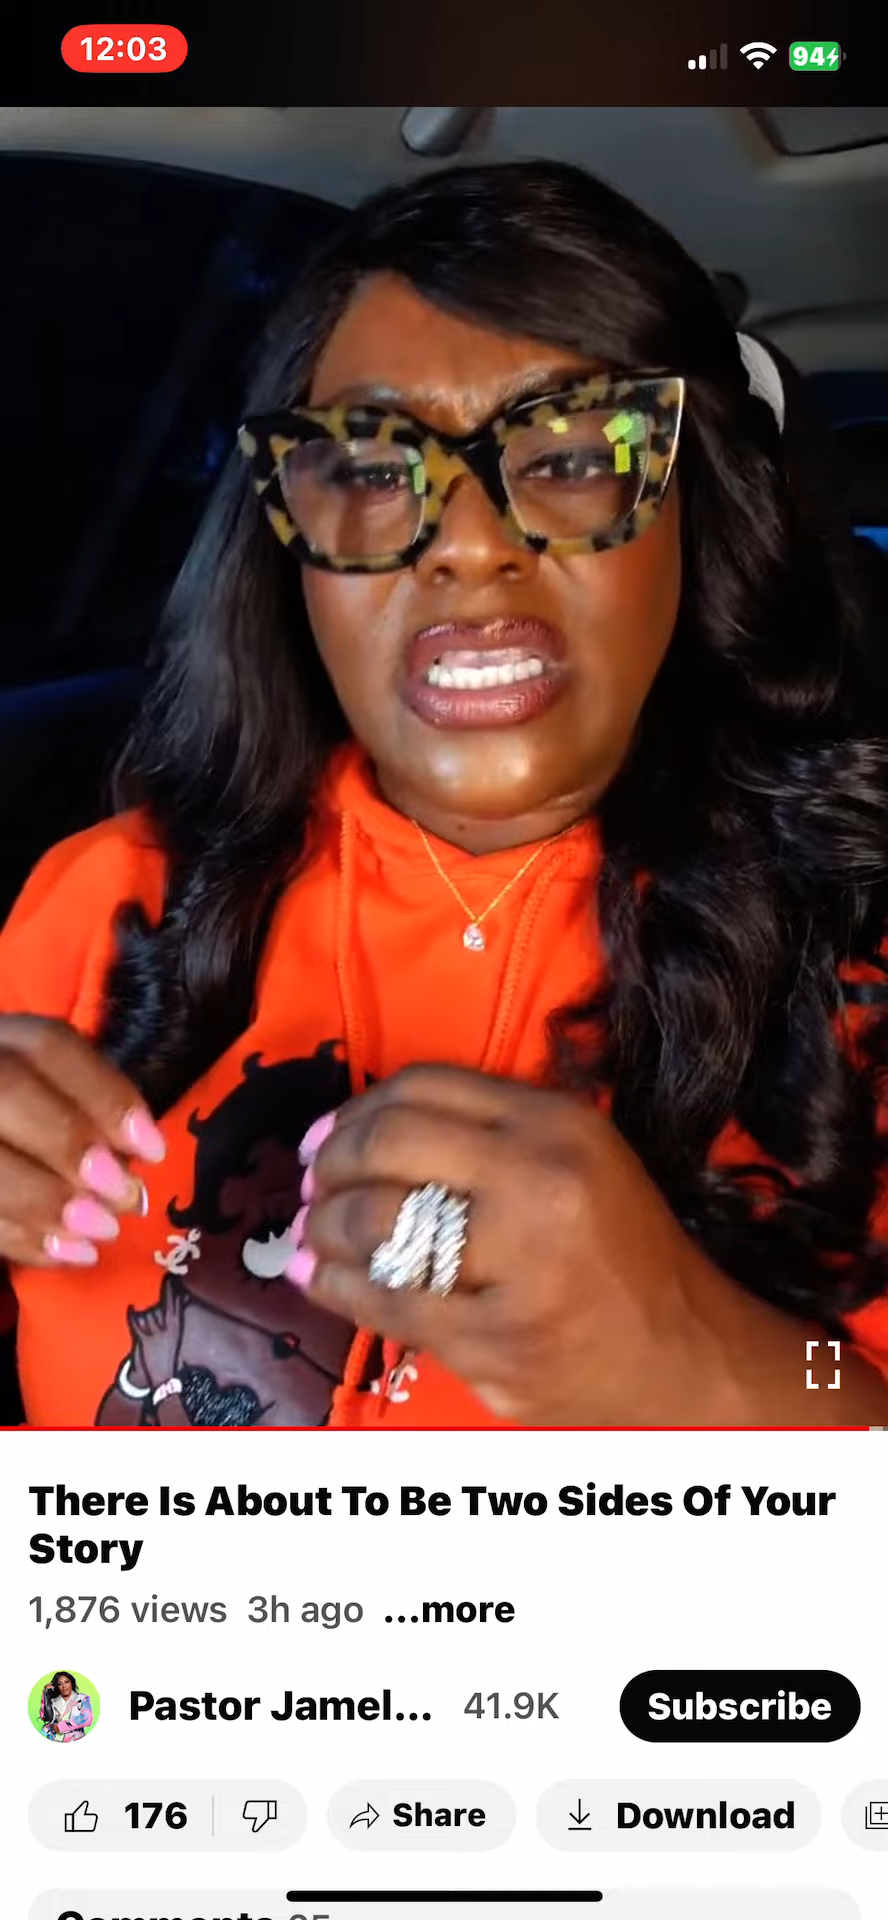 12:03
94
There Is About To Be Two Sides Of Your
Story
1,876 views 3h ago ...more
Pastor Jamel... 41.9K Subscribe
176 Share Download
Comments